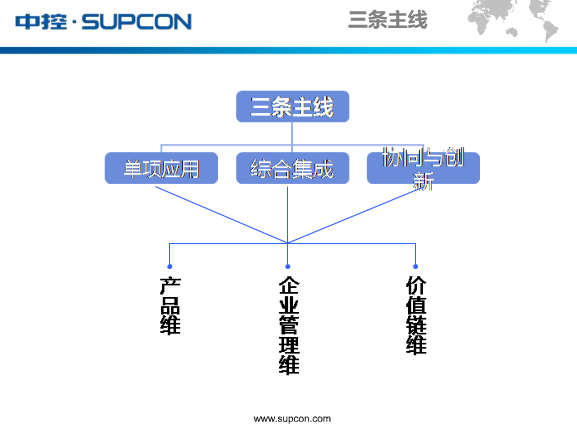 中控·SUPCON
三条主线
三条主线
单项应用
综合集成
协同与创
新
产品维
企业管理维
价值链维
www.supcon.com